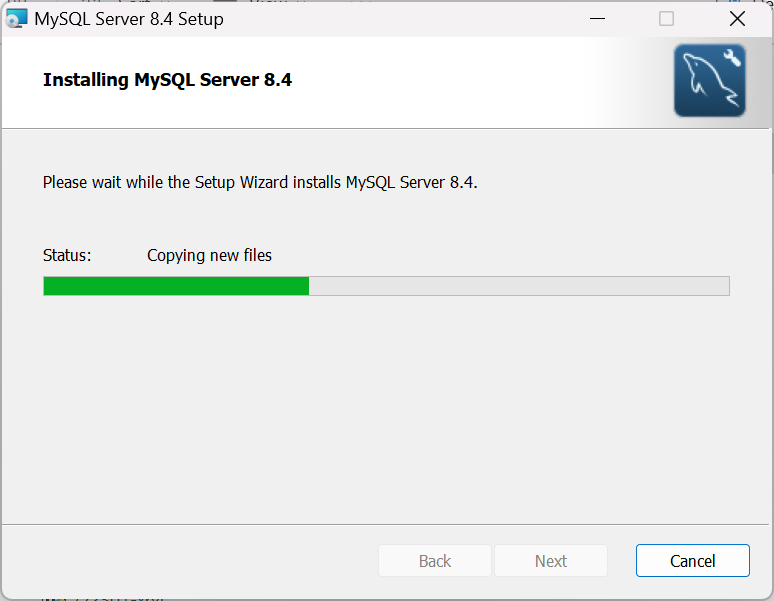 MySQL Server 8.4 Setup
Installing MySQL Server 8.4
Please wait while the Setup Wizard installs MySQL Server 8.4.
Status: Copying new files
Back Next Cancel